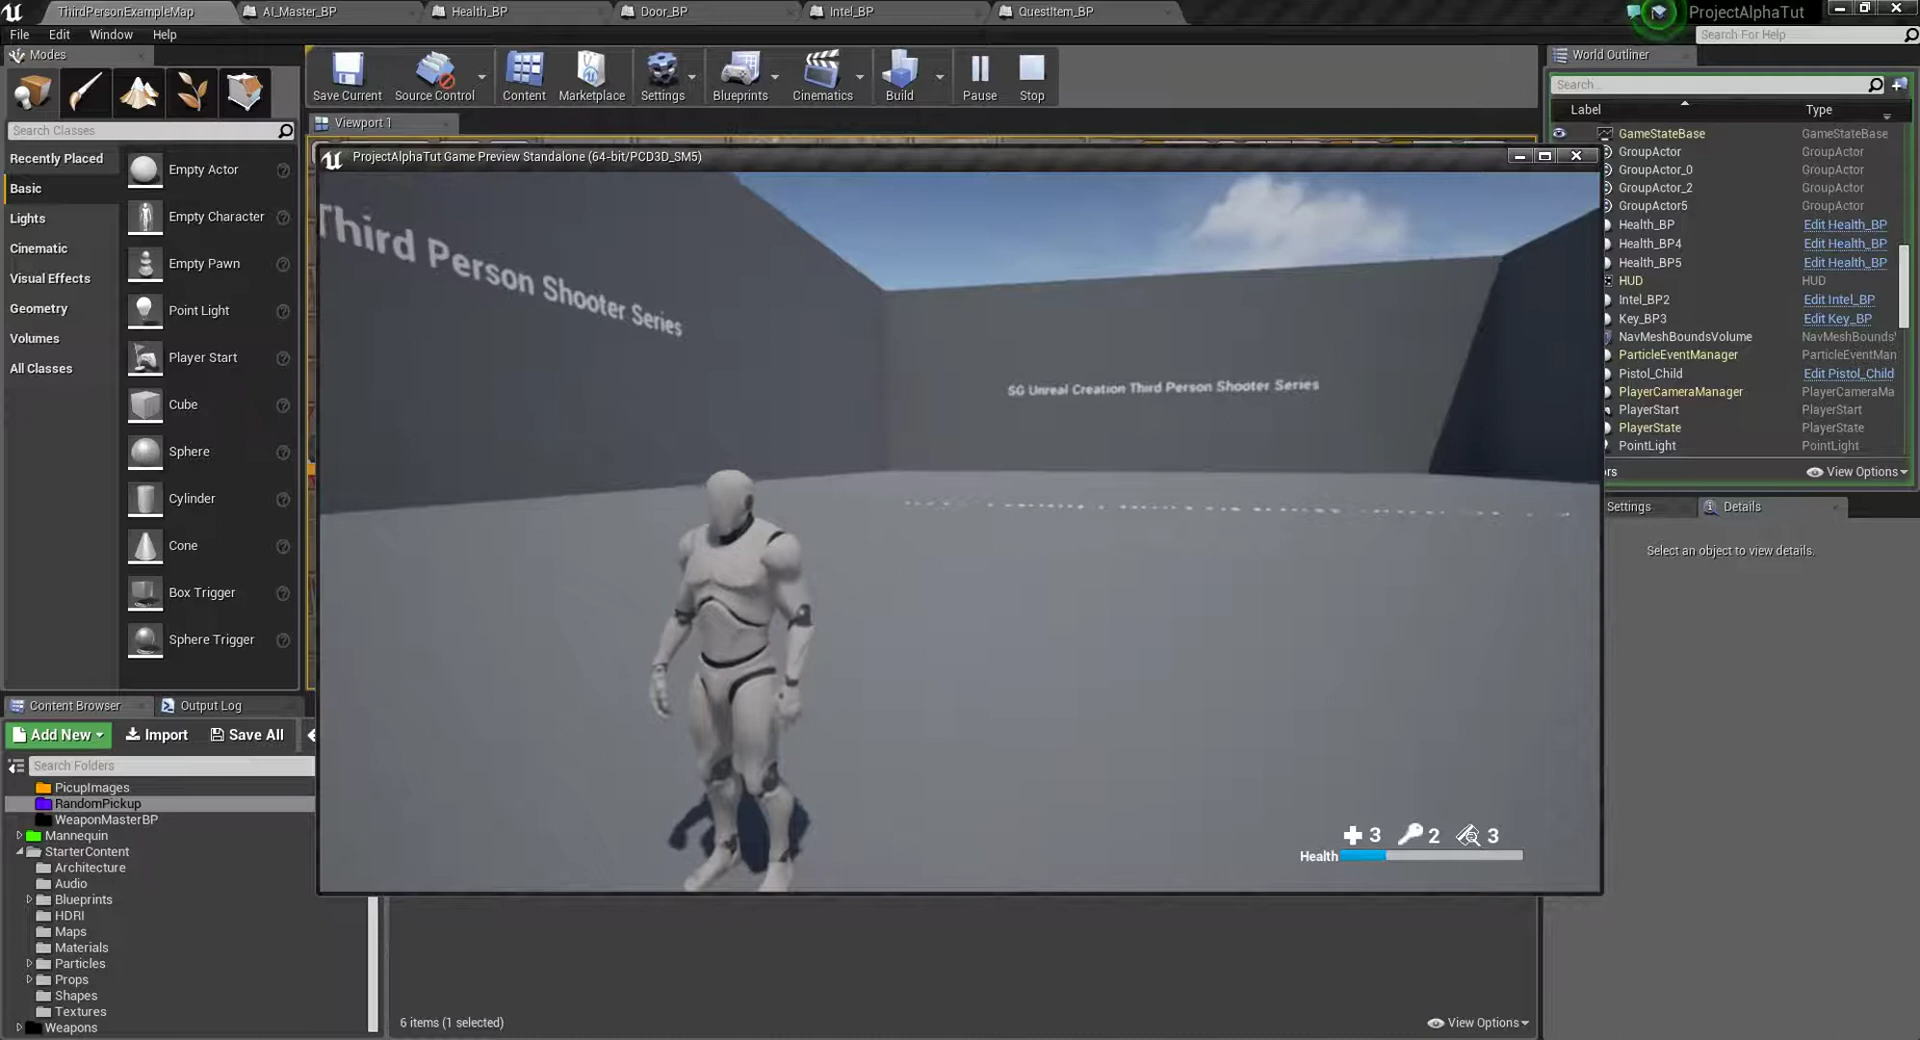 ThirdPersonExampleMap
AI_Master_BP
Health_BP
Door_BP
Intel_BP
QuestItem_BP
ProjectAlphaTut
File Edit Window Help
Search For Help
Modes
Save Current
Source Control
Content
Marketplace
Settings
Blueprints
Cinematics
Build
Pause
Stop
World Outliner
Search...
Label Type
Search Classes
Viewport 1
Recently Placed
Basic
Lights
Cinematic
Visual Effects
Geometry
Volumes
All Classes
Empty Actor
Empty Character
Empty Pawn
Point Light
Player Start
Cube
Sphere
Cylinder
Cone
Box Trigger
Sphere Trigger
ProjectAlphaTut Game Preview Standalone (64-bit/PCD3D_SM5)
Third Person Shooter Series
SG Unreal Creation Third Person Shooter Series
3 2 3
Health
GameStateBase GameStateBase
GroupActor GroupActor
GroupActor_0 GroupActor
GroupActor_2 GroupActor
GroupActor5 GroupActor
Health_BP Edit Health_BP
Health_BP4 Edit Health_BP
Health_BP5 Edit Health_BP
HUD HUD
Intel_BP2 Edit Intel_BP
Key_BP3 Edit Key_BP
NavMeshBoundsVolume NavMeshBounds
ParticleEventManager ParticleEventMan
Pistol_Child Edit Pistol_Child
PlayerCameraManager PlayerCameraMa
PlayerStart PlayerStart
PlayerState PlayerState
PointLight PointLight
ors View Options
Settings Details
Select an object to view details.
Content Browser Output Log
Add New Import Save All
Search Folders
PicupImages
RandomPickup
WeaponMasterBP
Mannequin
StarterContent
Architecture
Audio
Blueprints
HDRI
Maps
Materials
Particles
Props
Shapes
Textures
Weapons
6 items (1 selected)
View Options